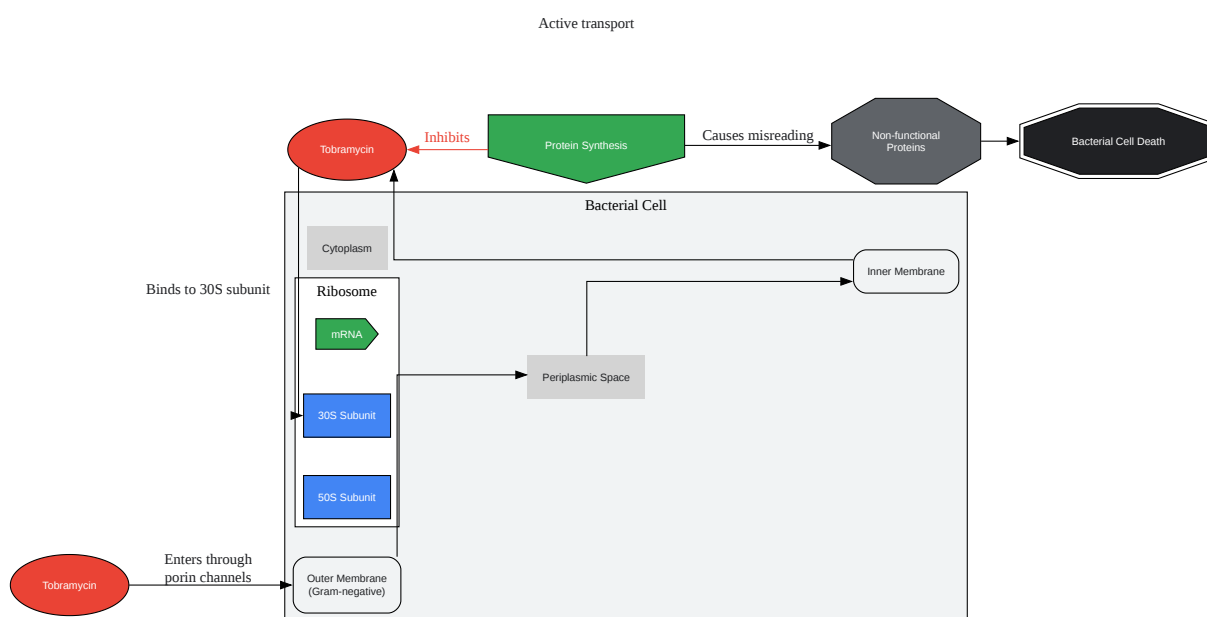 Active transport
Tobramycin
Inhibits
Protein Synthesis
Causes misreading
Non-functional
Proteins
Bacterial Cell Death
Bacterial Cell
Cytoplasm
Inner Membrane
Binds to 30S subunit
Ribosome
mRNA
Periplasmic Space
30S Subunit
50S Subunit
Tobramycin
Enters through
porin channels
Outer Membrane
(Gram-negative)